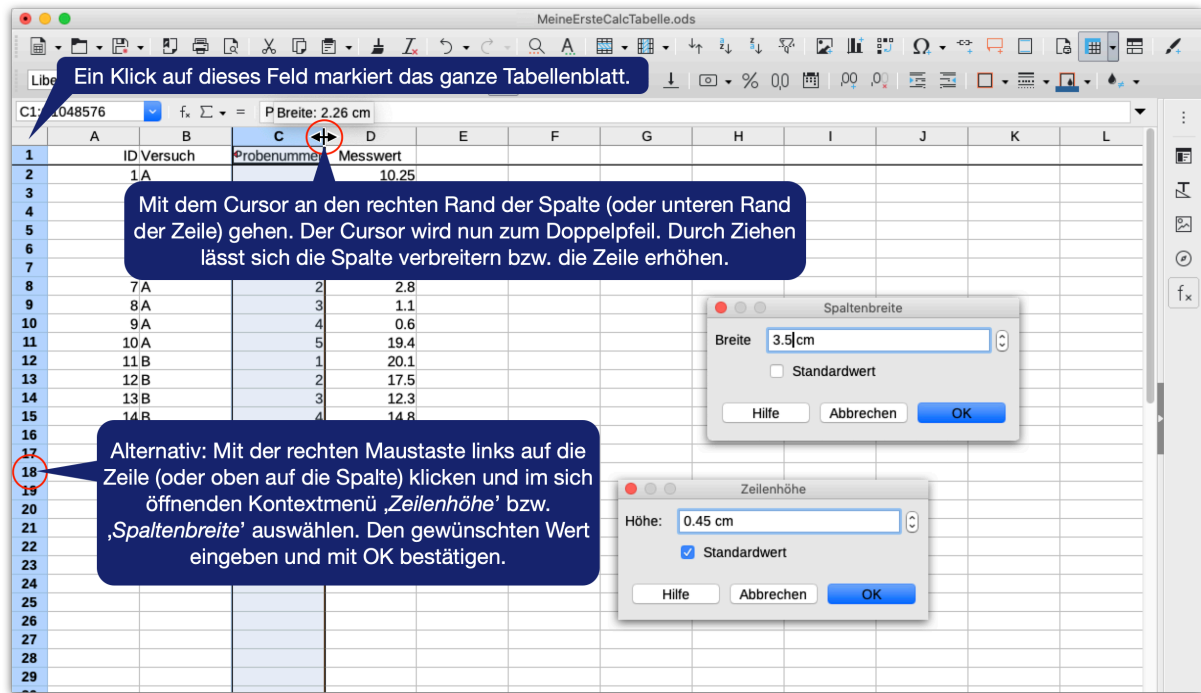 MeineErsteCalcTabelle.ods
Ein Klick auf dieses Feld markiert das ganze Tabellenblatt.
Breite: 2.26 cm
A B C D E F G H I J K L
1 ID Versuch Probenummer Messwert
2 1 A 10.25
3
Mit dem Cursor an den rechten Rand der Spalte (oder unteren Rand
der Zeile) gehen. Der Cursor wird nun zum Doppelpfeil. Durch Ziehen
lässt sich die Spalte verbreitern bzw. die Zeile erhöhen.
4
5
6
7
8 7 A 2 2.8
9 8 A 3 1.1
10 9 A 4 0.6
11 10 A 5 19.4
12 11 B 1 20.1
13 12 B 2 17.5
14 13 B 3 12.3
15 14 B 4 14.8
16
17
18
19
20
21
22
23
24
25
26
27
28
29
Alternativ: Mit der rechten Maustaste links auf die
Zeile (oder oben auf die Spalte) klicken und im sich
öffnenden Kontextmenü ‚Zeilenhöhe’ bzw.
‚Spaltenbreite’ auswählen. Den gewünschten Wert
eingeben und mit OK bestätigen.
Spaltenbreite
Breite 3.5 cm
Standardwert
Hilfe Abbrechen OK
Zeilenhöhe
Höhe: 0.45 cm
Standardwert
Hilfe Abbrechen OK